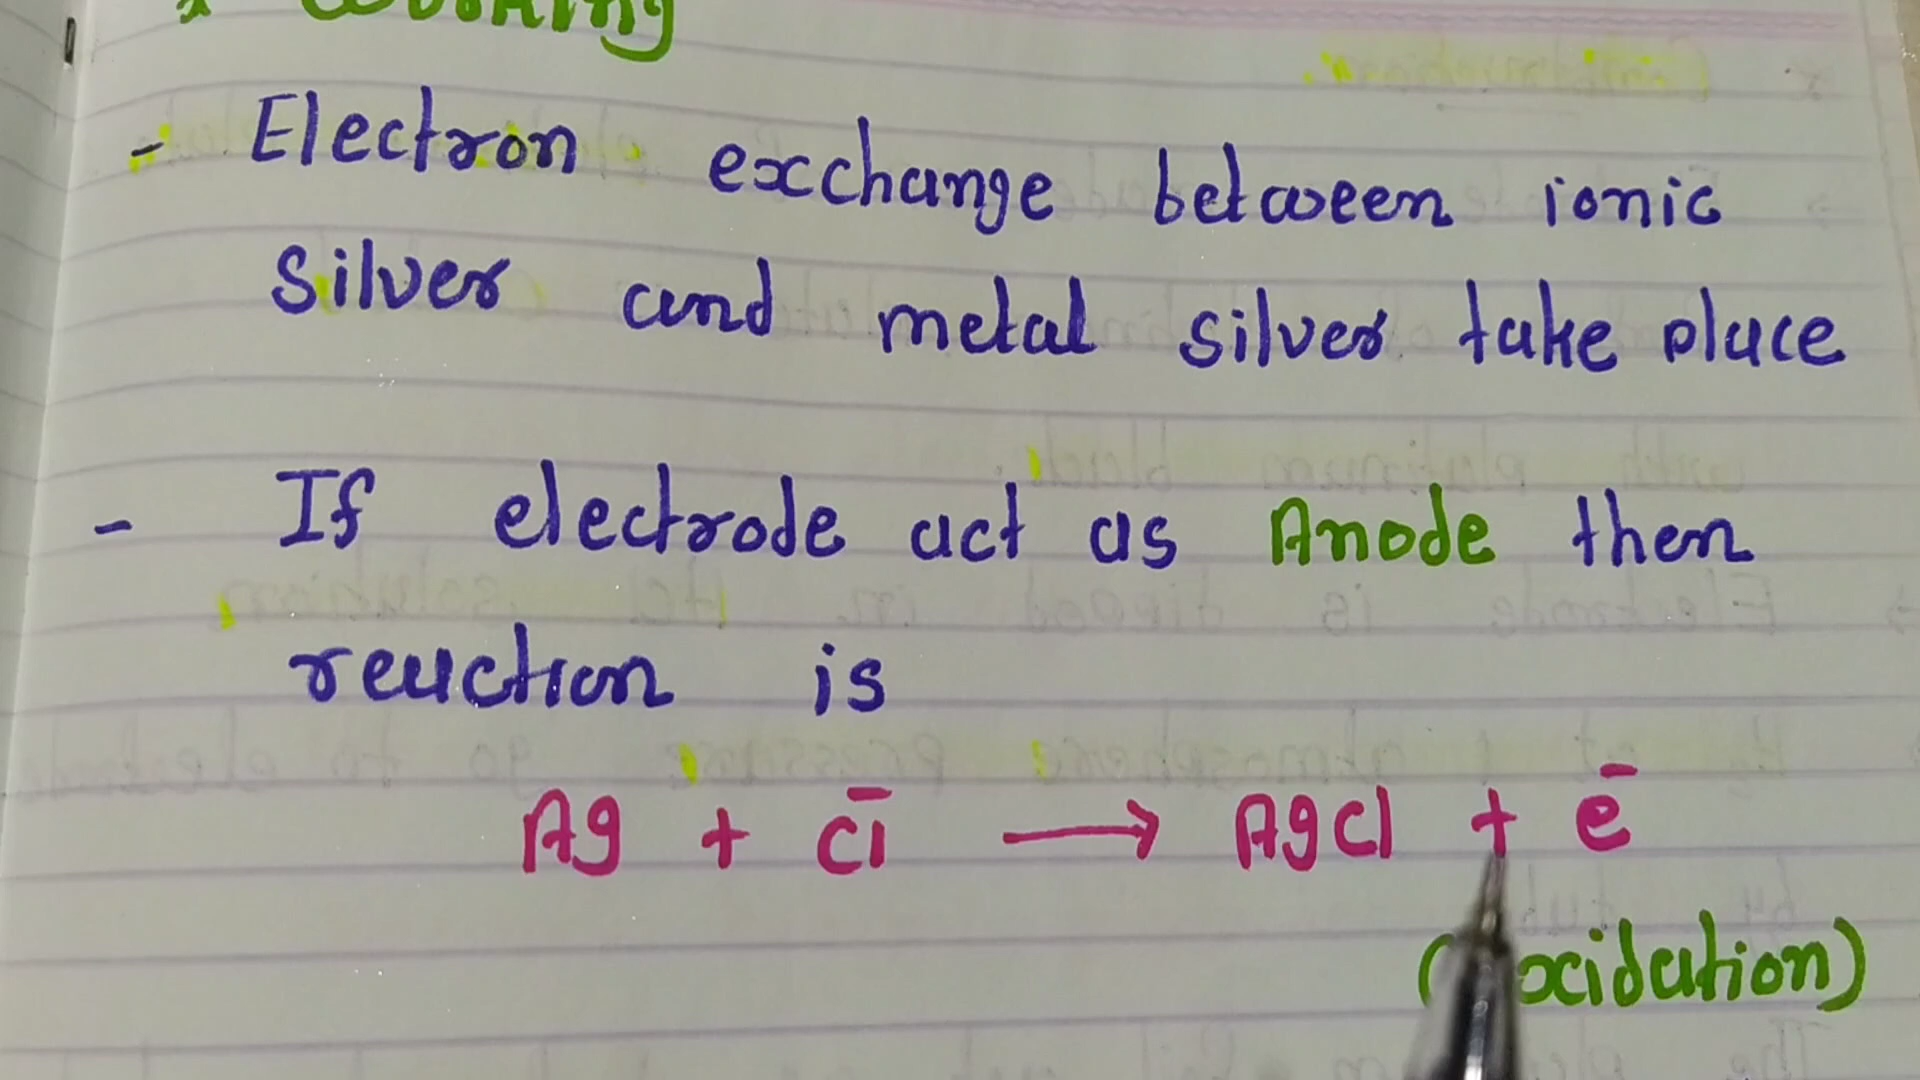 Working
- Electron exchange between ionic
silver and metal silver take place
- If electrode act as Anode then
reaction is
Ag + Cl⁻ → AgCl + e⁻
(oxidation)